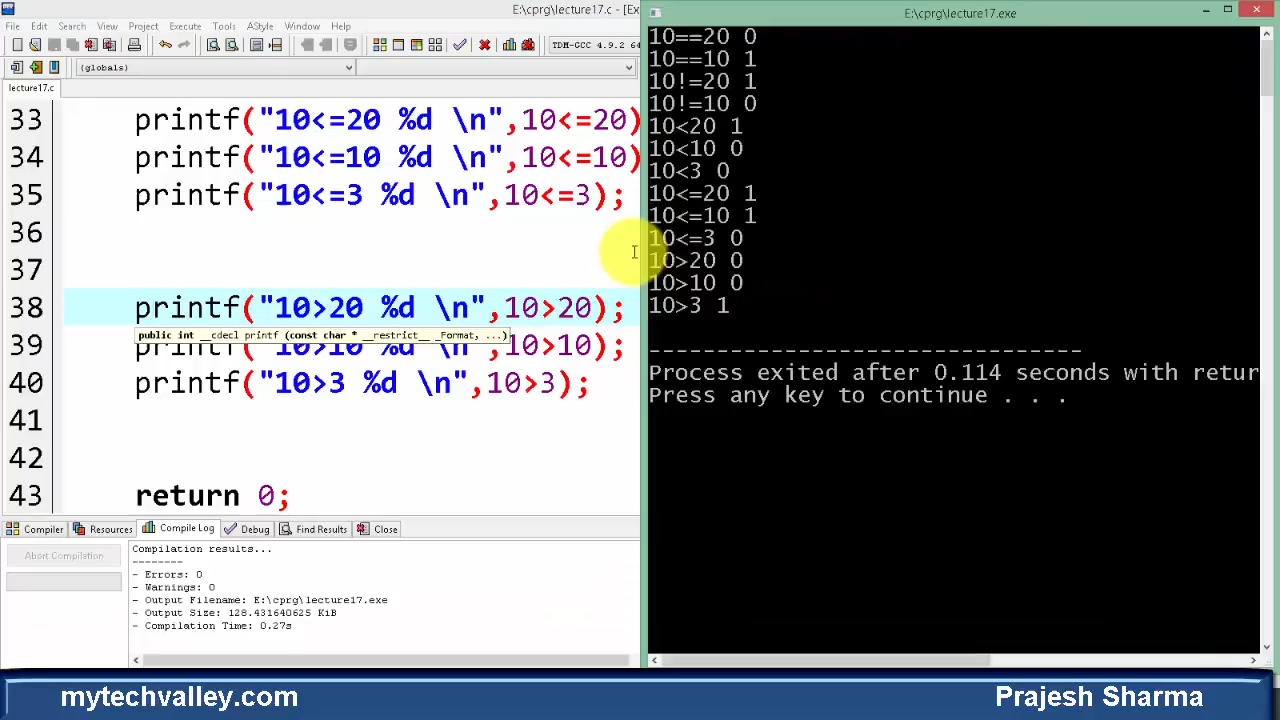 E:\cprg\lecture17.c - [Ex
File Edit Search View Project Execute Tools AStyle Window Help
TDM-GCC 4.9.2 64
(globals)
lecture17.c
33 printf("10<=20 %d \n",10<=20)
34 printf("10<=10 %d \n",10<=10)
35 printf("10<=3 %d \n",10<=3);
36
37
38 printf("10>20 %d \n",10>20);
public int __cdecl printf (const char * __restrict__ _Format, ...)
39 printf("10>10 %d \n",10>10);
40 printf("10>3 %d \n",10>3);
41
42
43 return 0;
Compiler Resources Compile Log Debug Find Results Close
Abort Compilation
Compilation results...
--------
- Errors: 0
- Warnings: 0
- Output Filename: E:\cprg\lecture17.exe
- Output Size: 128.431640625 KiB
- Compilation Time: 0.27s
E:\cprg\lecture17.exe
10==20 0
10==10 1
10!=20 1
10!=10 0
10<20 1
10<10 0
10<3 0
10<=20 1
10<=10 1
10<=3 0
10>20 0
10>10 0
10>3 1
--------------------------------
Process exited after 0.114 seconds with retur
Press any key to continue . . .
mytechvalley.com
Prajesh Sharma